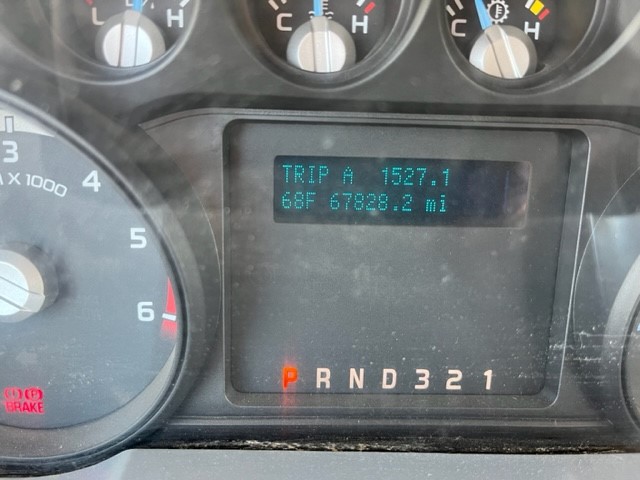 L H
C H
C H
3
4
5
6
X 1000
TRIP A 1527.1
68F 67828.2 mi
P R N D 3 2 1
BRAKE